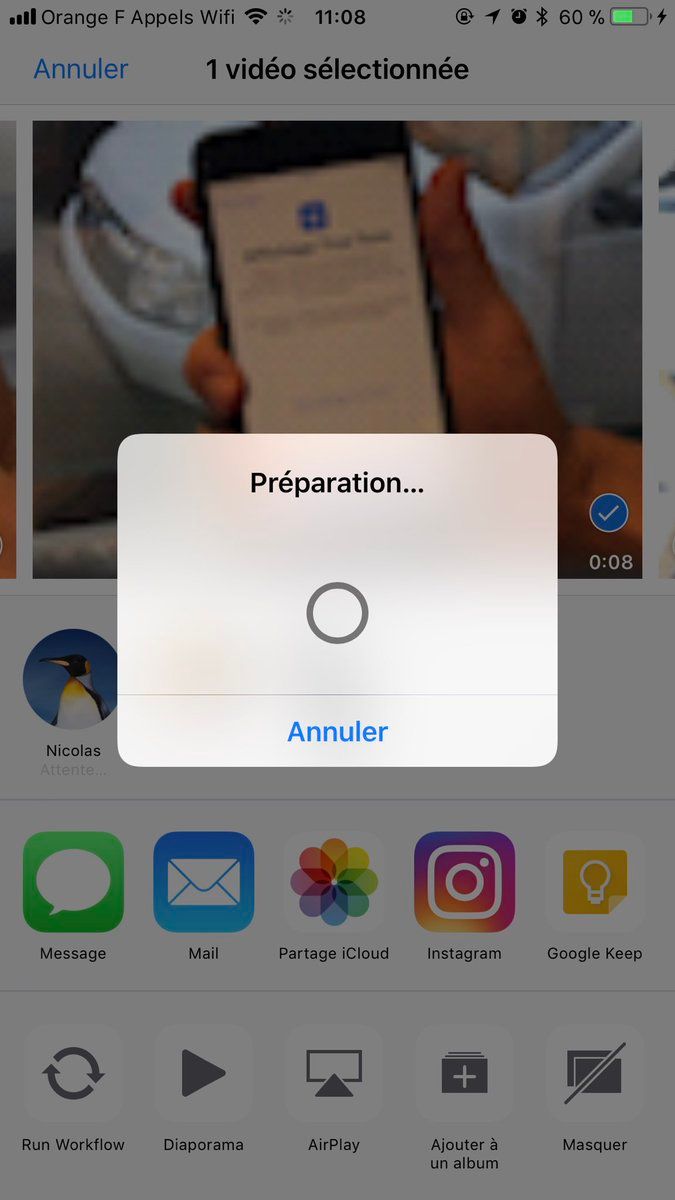 Orange F Appels Wifi 11:08 60 %
Annuler 1 vidéo sélectionnée
Préparation...
0:08
Annuler
Nicolas
Attente...
Message Mail Partage iCloud Instagram Google Keep
Run Workflow Diaporama AirPlay Ajouter à Masquer
un album